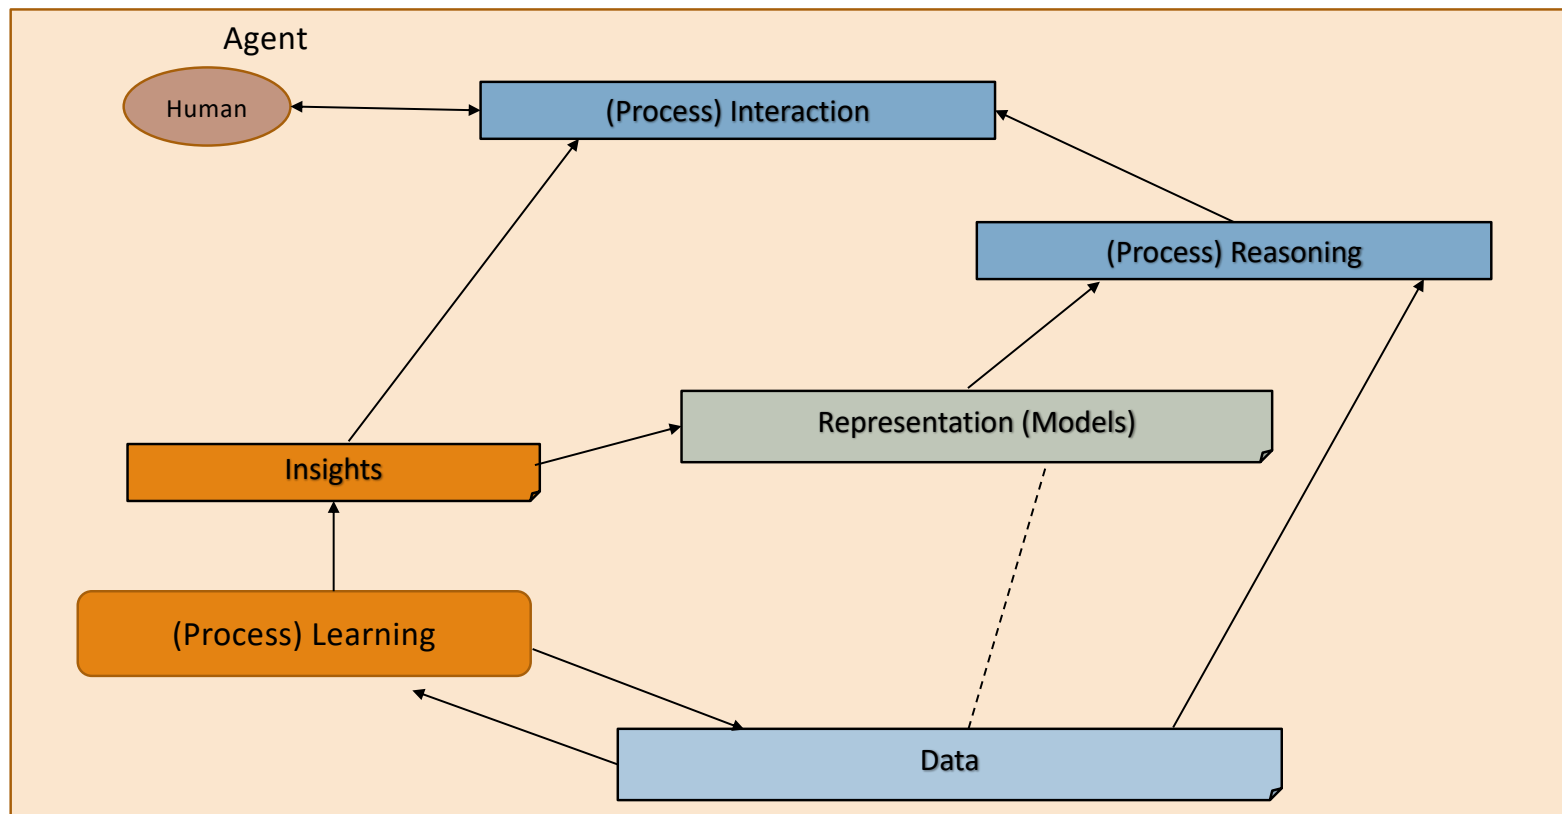 Agent
Human
(Process) Interaction
(Process) Reasoning
Representation (Models)
Insights
(Process) Learning
Data